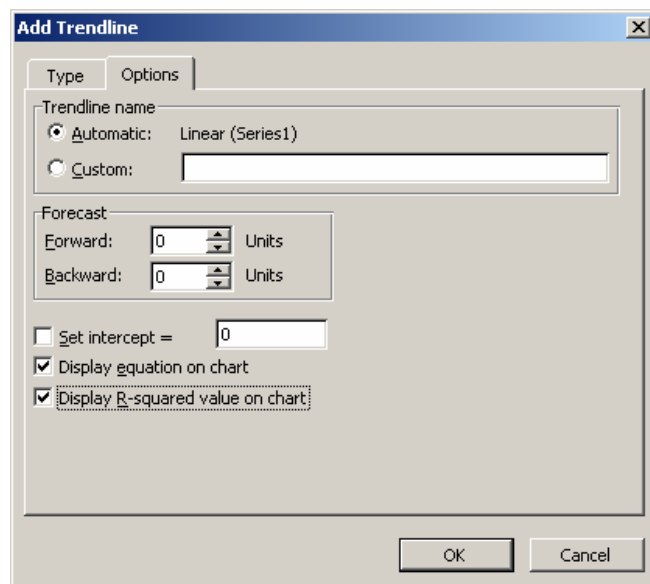 Add Trendline
Type Options
Trendline name
Automatic: Linear (Series1)
Custom:
Forecast
Forward: 0 Units
Backward: 0 Units
Set intercept = 0
Display equation on chart
Display R-squared value on chart
OK Cancel